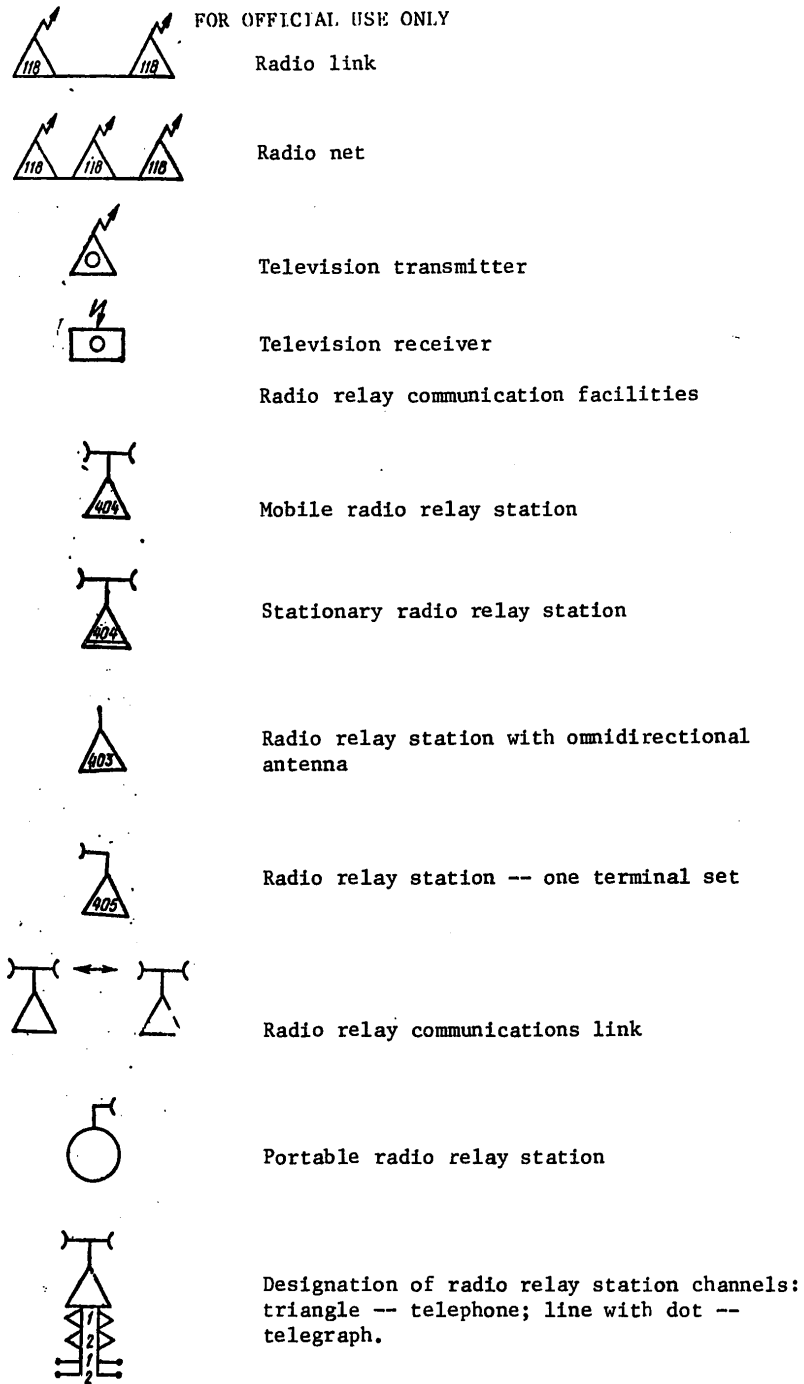 FOR OFFICIAL USE ONLY
118 118
Radio link
118 118 118
Radio net
Television transmitter
Television receiver
Radio relay communication facilities
404
Mobile radio relay station
404
Stationary radio relay station
403
Radio relay station with omnidirectional
antenna
405
Radio relay station -- one terminal set
Radio relay communications link
Portable radio relay station
Designation of radio relay station channels:
triangle -- telephone; line with dot --
telegraph.
1
2
1
2